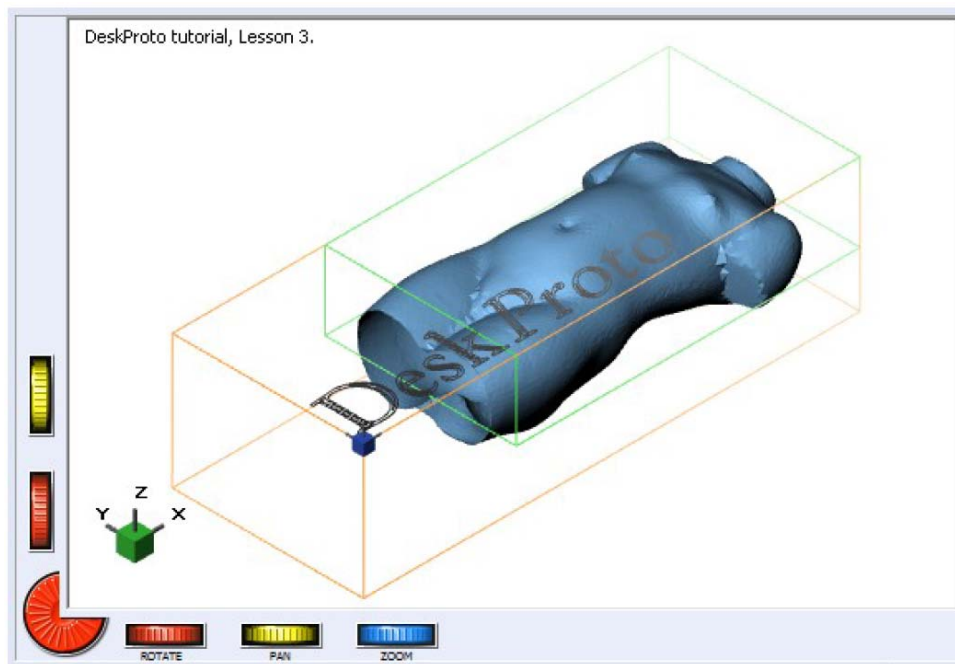 DeskProto tutorial, Lesson 3.
DeskProto
Z
Y
X
ROTATE
PAN
ZOOM